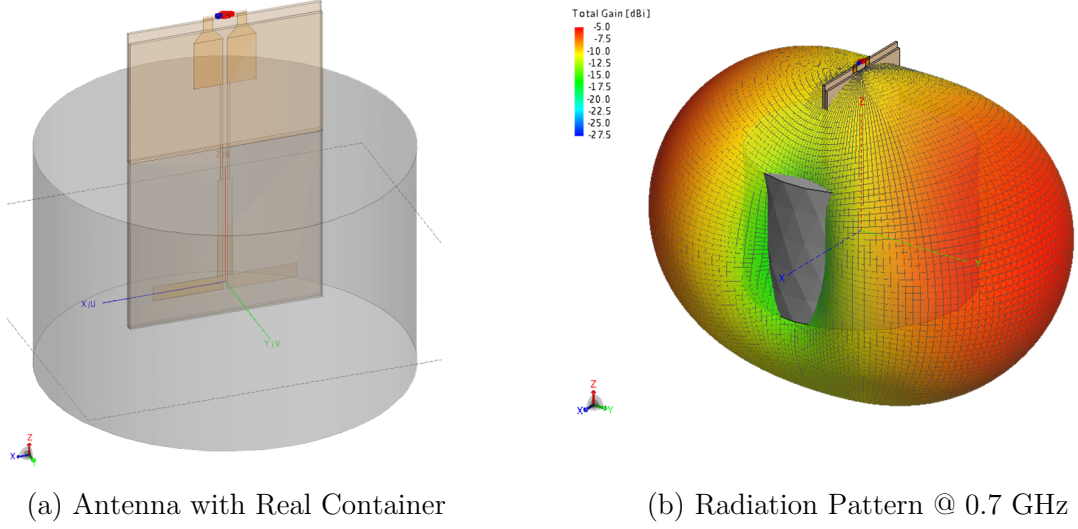 Total Gain [dBi]
-5.0
-7.5
-10.0
-12.5
-15.0
-17.5
-20.0
-22.5
-25.0
-27.5
X/U
Y/V
Z
X
Y
Z
X
Y
Z
X
Y
(a) Antenna with Real Container
(b) Radiation Pattern @ 0.7 GHz